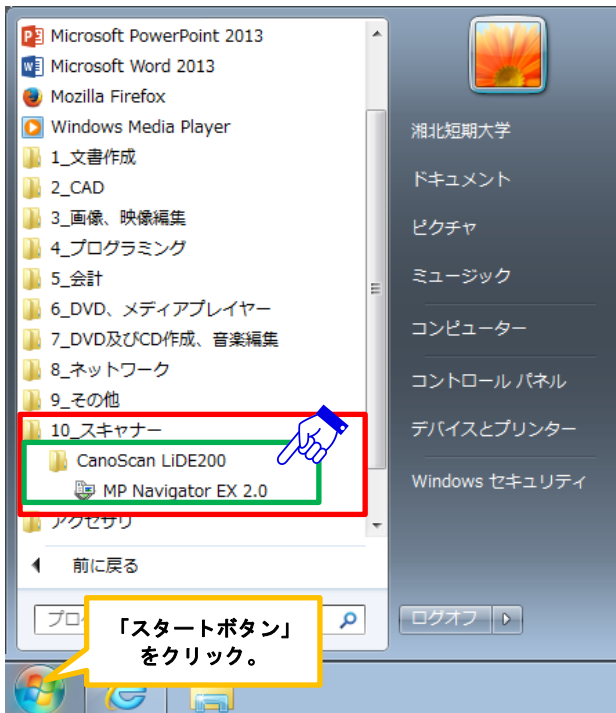 Microsoft PowerPoint 2013
Microsoft Word 2013
Mozilla Firefox
Windows Media Player
1_文書作成
2_CAD
3_画像、映像編集
4_プログラミング
5_会計
6_DVD、メディアプレイヤー
7_DVD及びCD作成、音楽編集
8_ネットワーク
9_その他
10_スキャナー
CanoScan LiDE200
MP Navigator EX 2.0
アクセサリ
前に戻る
プロ
「スタートボタン」
をクリック。
湘北短期大学
ドキュメント
ピクチャ
ミュージック
コンピューター
コントロール パネル
デバイスとプリンター
Windows セキュリティ
ログオフ